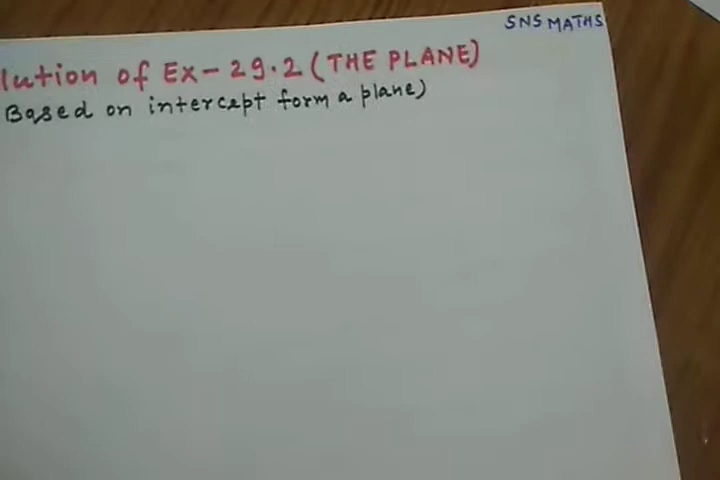 SNS MATHS
lution of Ex-29.2 (THE PLANE)
Based on intercept form a plane)